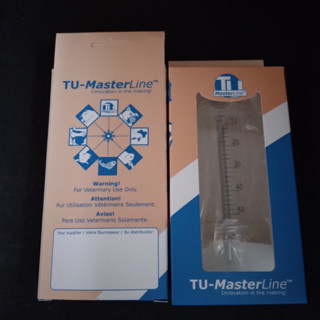 TU-MasterLine™
Innovation in the making!
Warning!
For Veterinary Use Only.
Attention!
Pur Utilisation Vétérinaire Seulement.
Aviso!
Para Uso Veterinario Solamente.
Your supplier / Votre fournisseur / Su distribuidor:
TU
MasterLine
10
20
30
40
50
TU-MasterLine™
Innovation in the making!